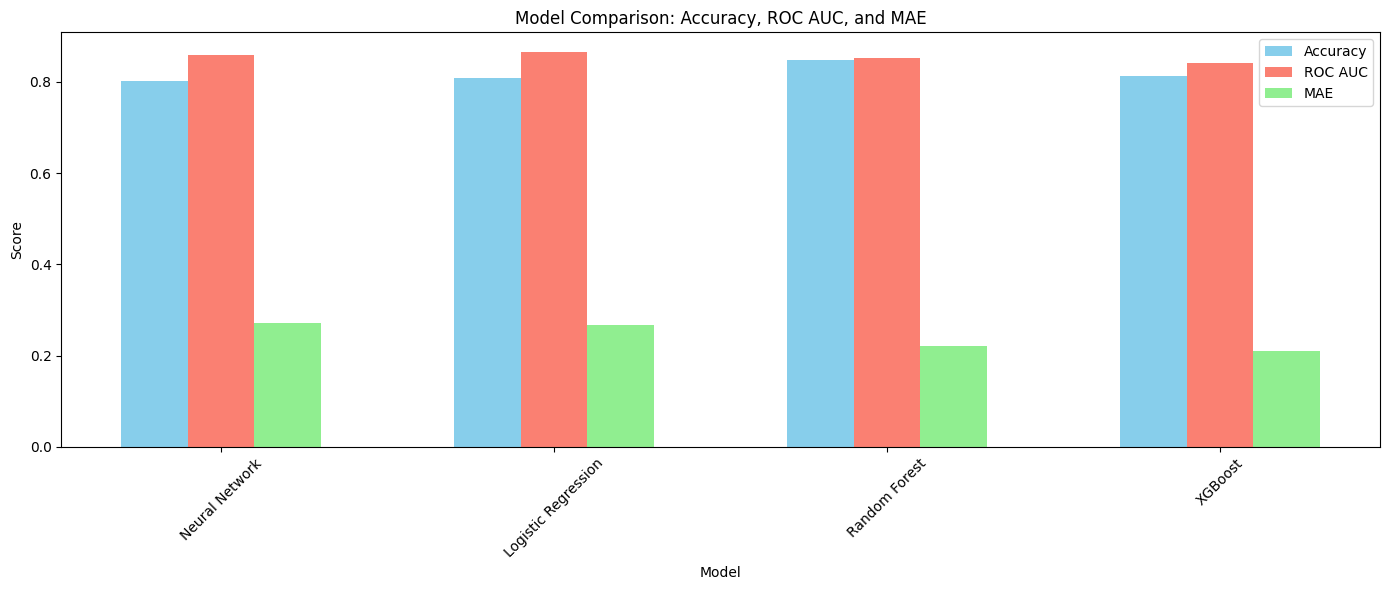 Model Comparison: Accuracy, ROC AUC, and MAE
Accuracy
ROC AUC
MAE
0.8
0.6
0.4
0.2
0.0
Score
Neural Network
Logistic Regression
Random Forest
XGBoost
Model